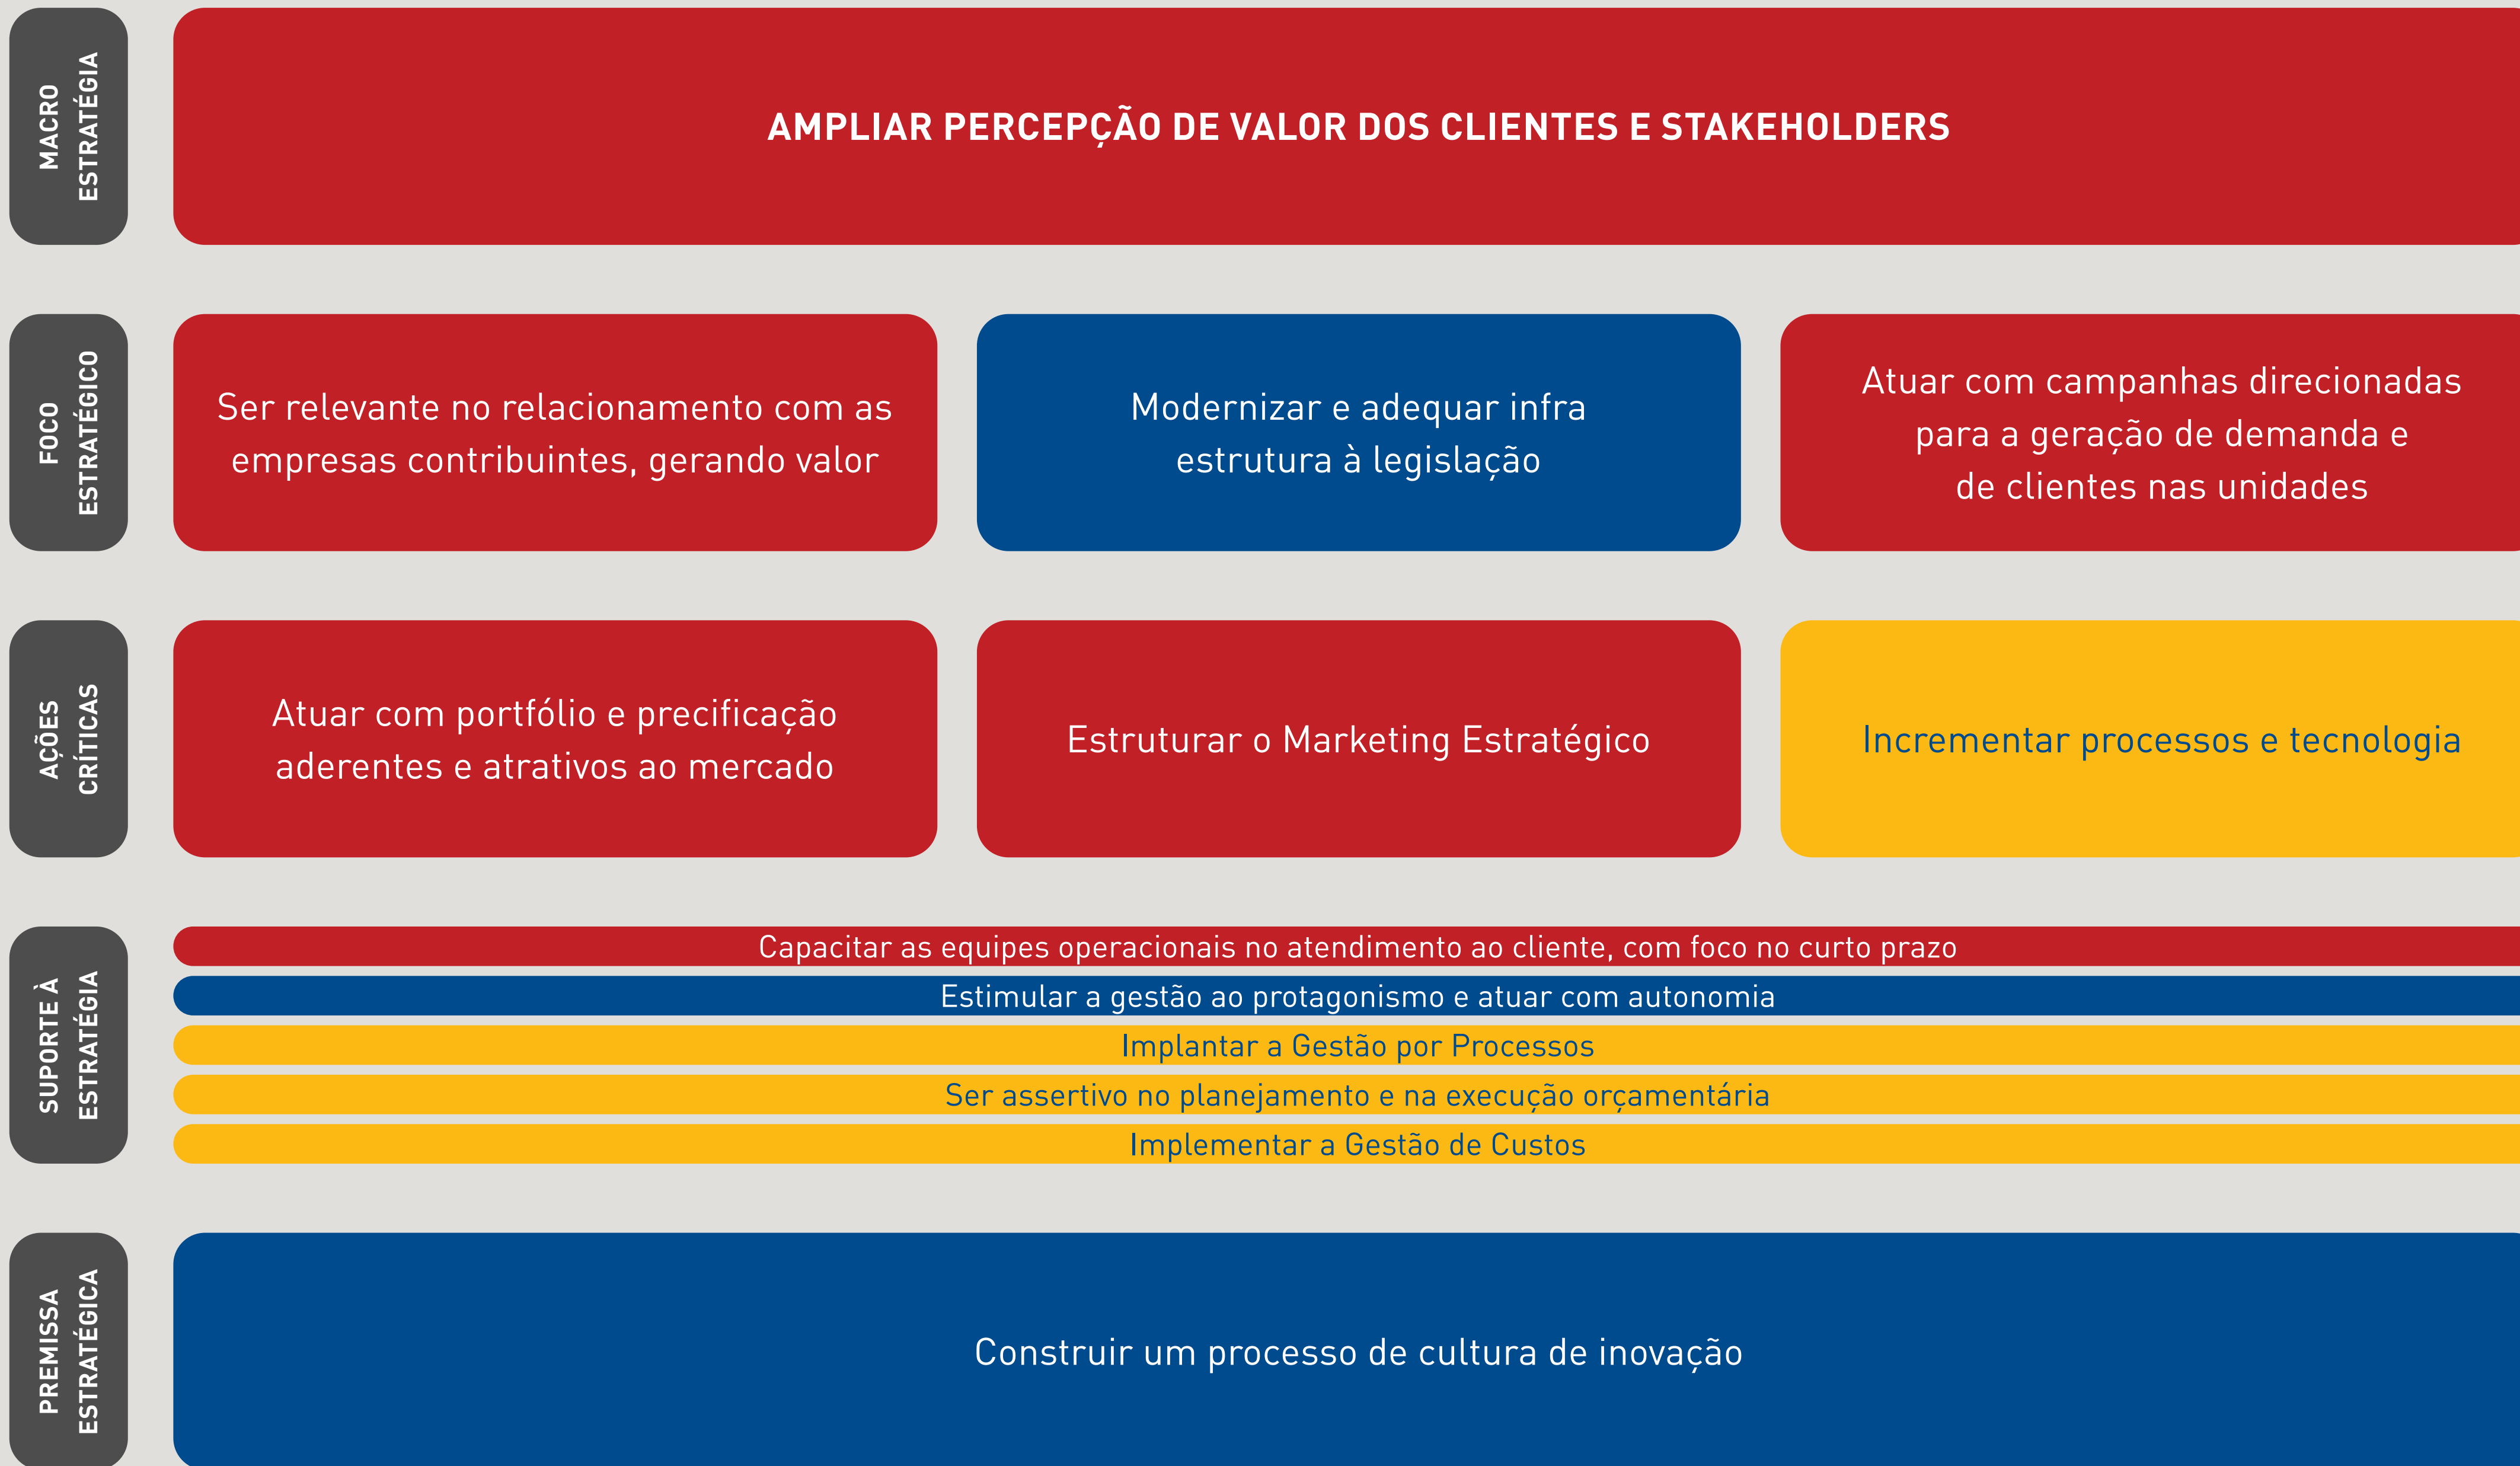 MACRO
ESTRATÉGIA
AMPLIAR PERCEPÇÃO DE VALOR DOS CLIENTES E STAKEHOLDERS
FOCO
ESTRATÉGICO
Ser relevante no relacionamento com as
empresas contribuintes, gerando valor
Modernizar e adequar infra
estrutura à legislação
Atuar com campanhas direcionadas
para a geração de demanda e
de clientes nas unidades
AÇÕES
CRÍTICAS
Atuar com portfólio e precificação
aderentes e atrativos ao mercado
Estruturar o Marketing Estratégico
Incrementar processos e tecnologia
SUPORTE À
ESTRATÉGIA
Capacitar as equipes operacionais no atendimento ao cliente, com foco no curto prazo
Estimular a gestão ao protagonismo e atuar com autonomia
Implantar a Gestão por Processos
Ser assertivo no planejamento e na execução orçamentária
Implementar a Gestão de Custos
PREMISSA
ESTRATÉGICA
Construir um processo de cultura de inovação